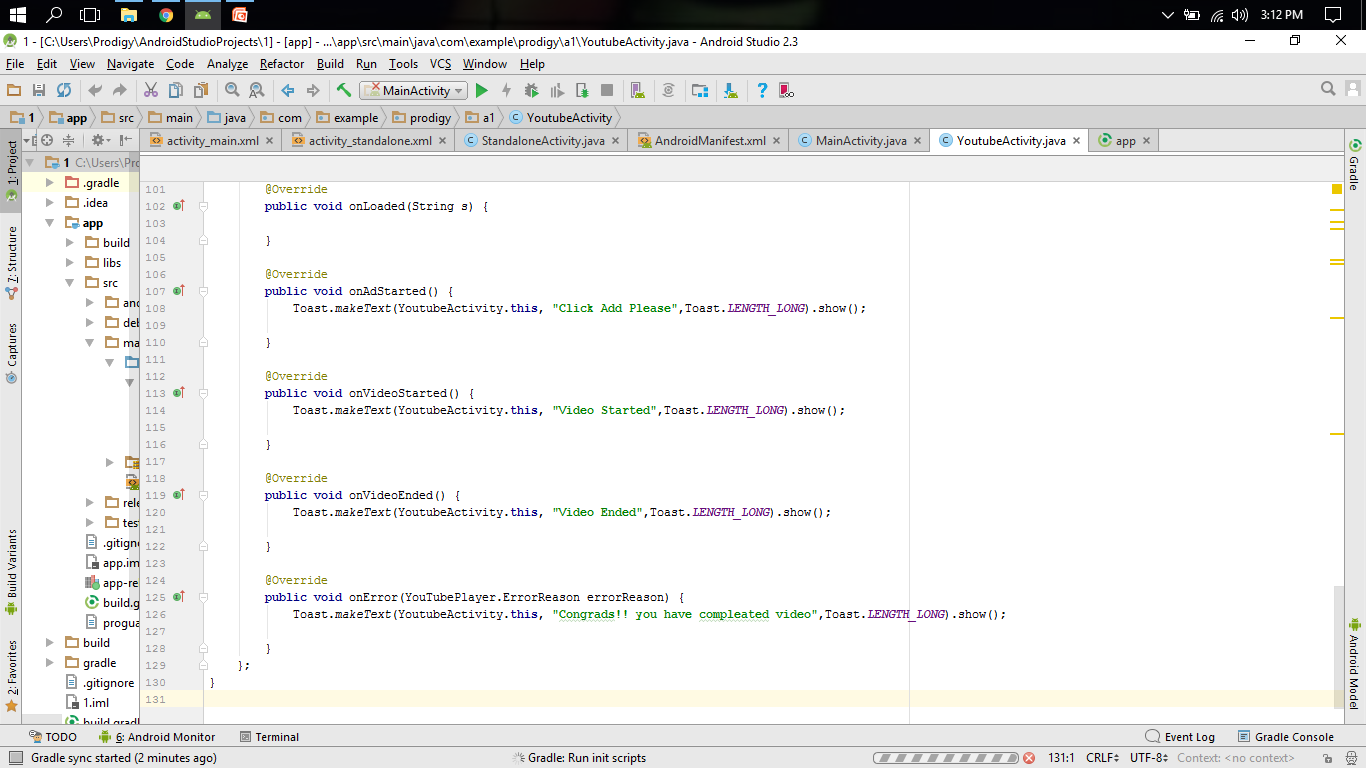 3:12 PM
1 - [C:\Users\Prodigy\AndroidStudioProjects\1] - [app] - ...\app\src\main\java\com\example\prodigy\a1\YoutubeActivity.java - Android Studio 2.3
File Edit View Navigate Code Analyze Refactor Build Run Tools VCS Window Help
MainActivity
1 app src main java com example prodigy a1 YoutubeActivity
activity_main.xml activity_standalone.xml StandaloneActivity.java AndroidManifest.xml MainActivity.java YoutubeActivity.java app
1: Project
7: Structure
Captures
Build Variants
2: Favorites
1 C:\Users\Pro
.gradle
.idea
app
build
libs
src
and
deb
ma
rele
test
.gitigno
app.im
app-re
build.g
progua
build
gradle
.gitignore
1.iml
build.gradl
101 @Override
102 public void onLoaded(String s) {
103
104 }
105
106 @Override
107 public void onAdStarted() {
108 Toast.makeText(YoutubeActivity.this, "Click Add Please",Toast.LENGTH_LONG).show();
109
110 }
111
112 @Override
113 public void onVideoStarted() {
114 Toast.makeText(YoutubeActivity.this, "Video Started",Toast.LENGTH_LONG).show();
115
116 }
117
118 @Override
119 public void onVideoEnded() {
120 Toast.makeText(YoutubeActivity.this, "Video Ended",Toast.LENGTH_LONG).show();
121
122 }
123
124 @Override
125 public void onError(YouTubePlayer.ErrorReason errorReason) {
126 Toast.makeText(YoutubeActivity.this, "Congrads!! you have compleated video",Toast.LENGTH_LONG).show();
127
128 }
129 };
130 }
131
Gradle
Android Model
TODO 6: Android Monitor Terminal Event Log Gradle Console
Gradle sync started (2 minutes ago) Gradle: Run init scripts 131:1 CRLF UTF-8 Context: <no context>